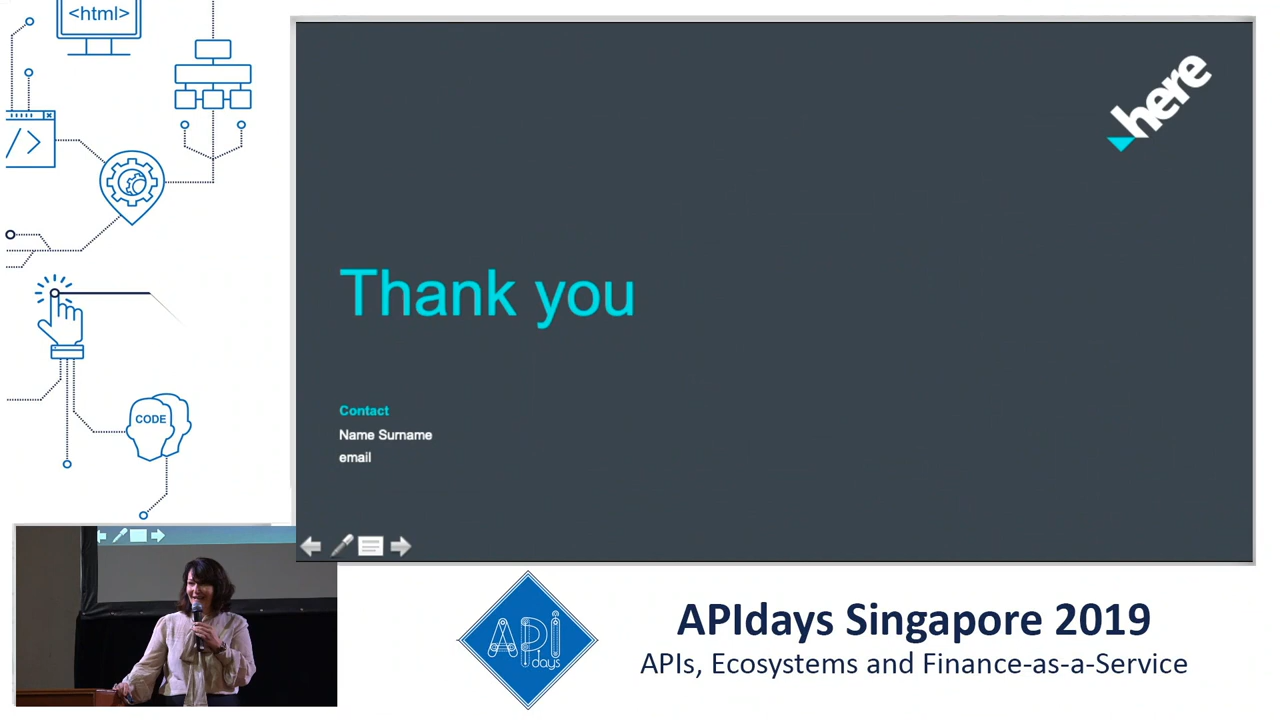 <html>
here
Thank you
Contact
Name Surname
email
CODE
API
days
APIdays Singapore 2019
APIs, Ecosystems and Finance-as-a-Service